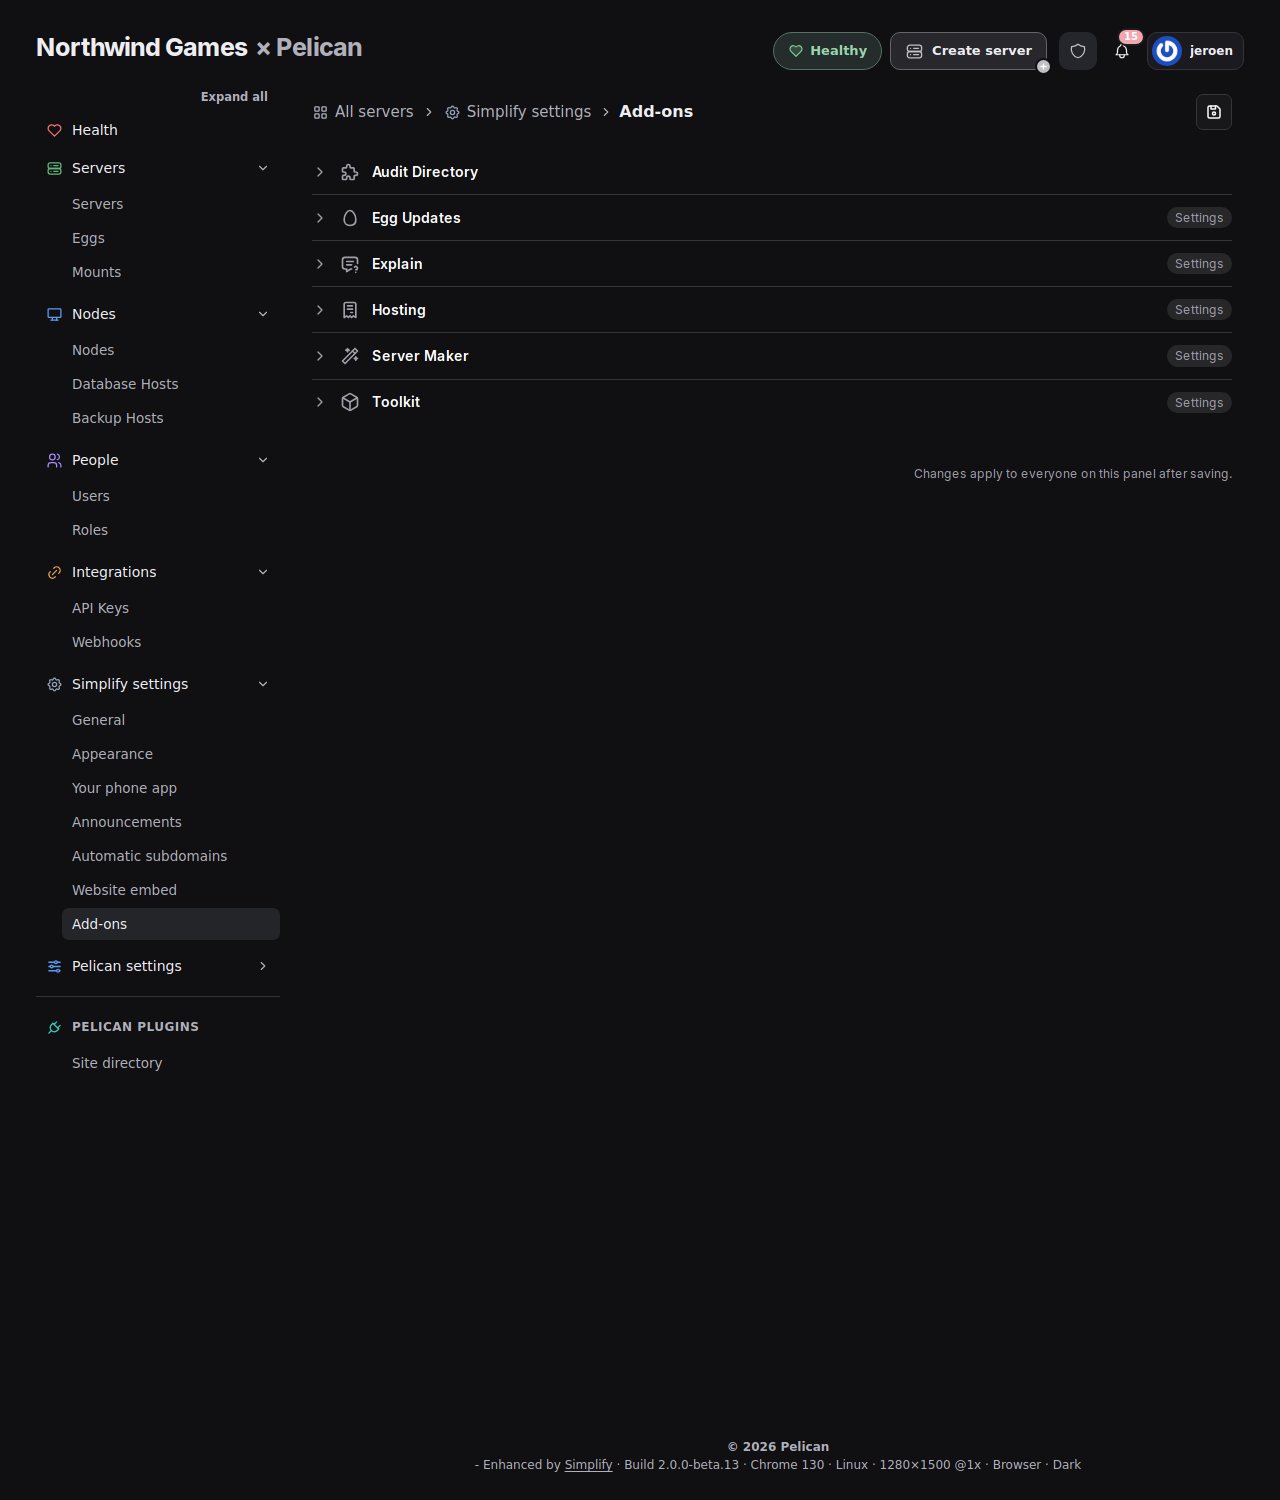 Northwind Games × Pelican
Healthy
Create server
15
jeroen
Expand all
Health
Servers
Servers
Eggs
Mounts
Nodes
Nodes
Database Hosts
Backup Hosts
People
Users
Roles
Integrations
API Keys
Webhooks
Simplify settings
General
Appearance
Your phone app
Announcements
Automatic subdomains
Website embed
Add-ons
Pelican settings
PELICAN PLUGINS
Site directory
All servers > Simplify settings > Add-ons
Audit Directory
Egg Updates Settings
Explain Settings
Hosting Settings
Server Maker Settings
Toolkit Settings
Changes apply to everyone on this panel after saving.
© 2026 Pelican
- Enhanced by Simplify · Build 2.0.0-beta.13 · Chrome 130 · Linux · 1280×1500 @1x · Browser · Dark